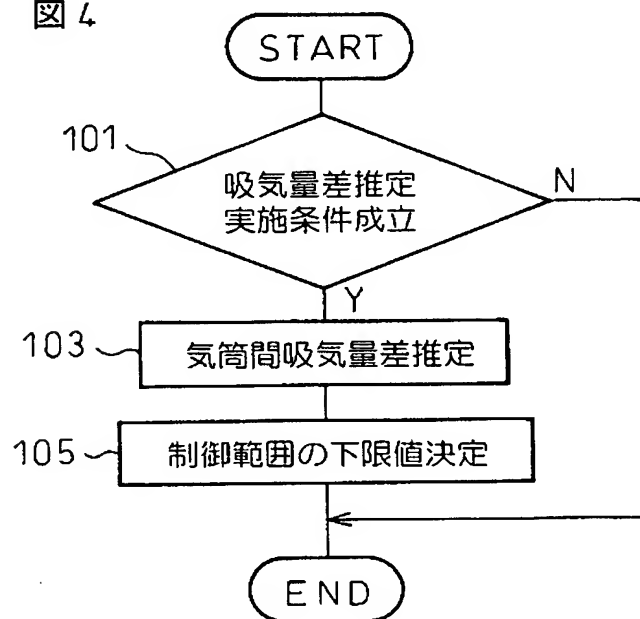 図4
START
101
吸気量差推定
実施条件成立
N
Y
103
気筒間吸気量差推定
105
制御範囲の下限値決定
END